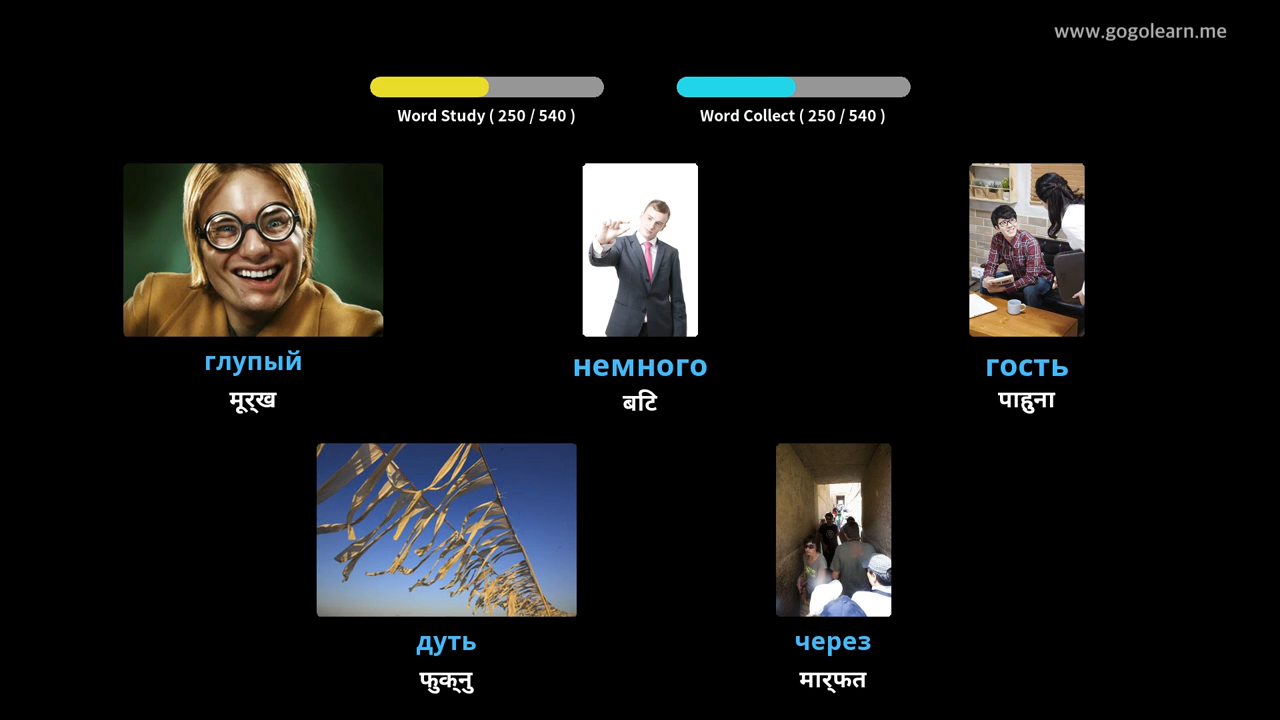 www.gogolearn.me
Word Study ( 250 / 540 )
Word Collect ( 250 / 540 )
глупый
मूर्‍ख
немного
बटि
гость
पाहुना
дуть
फुक्‍नु
через
मार्‍फत